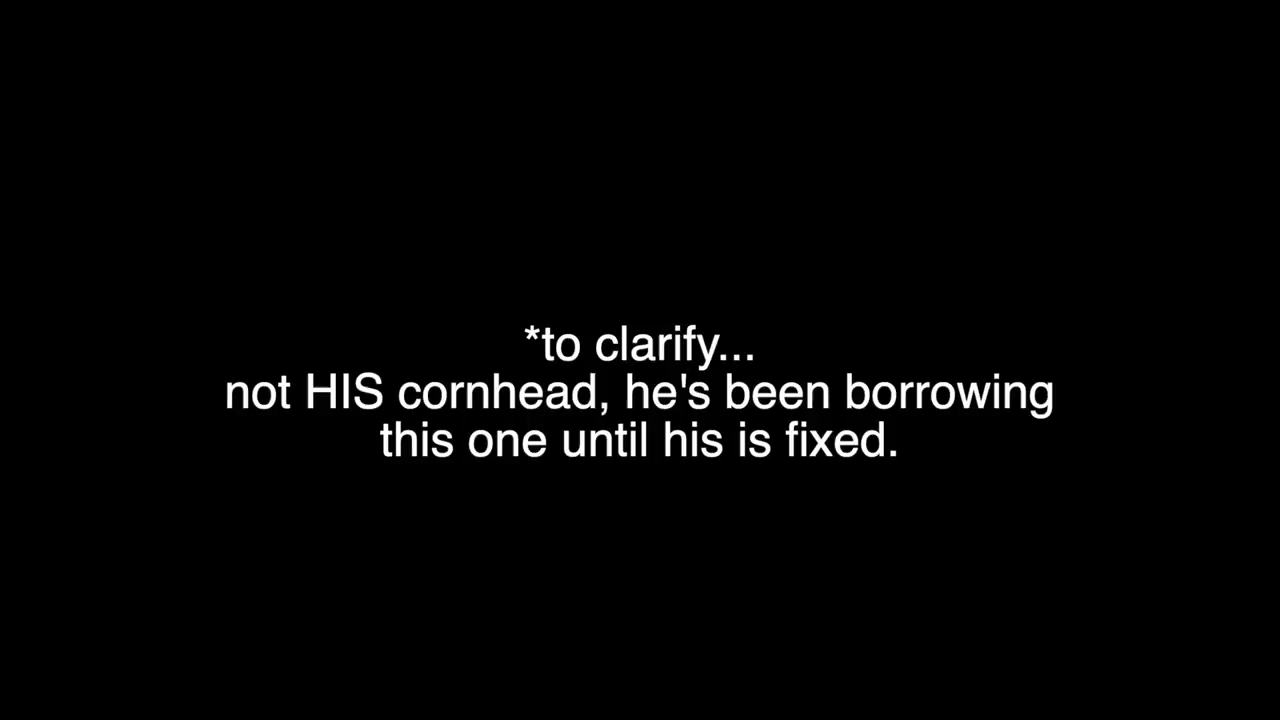 *to clarify...
not HIS cornhead, he's been borrowing
this one until his is fixed.